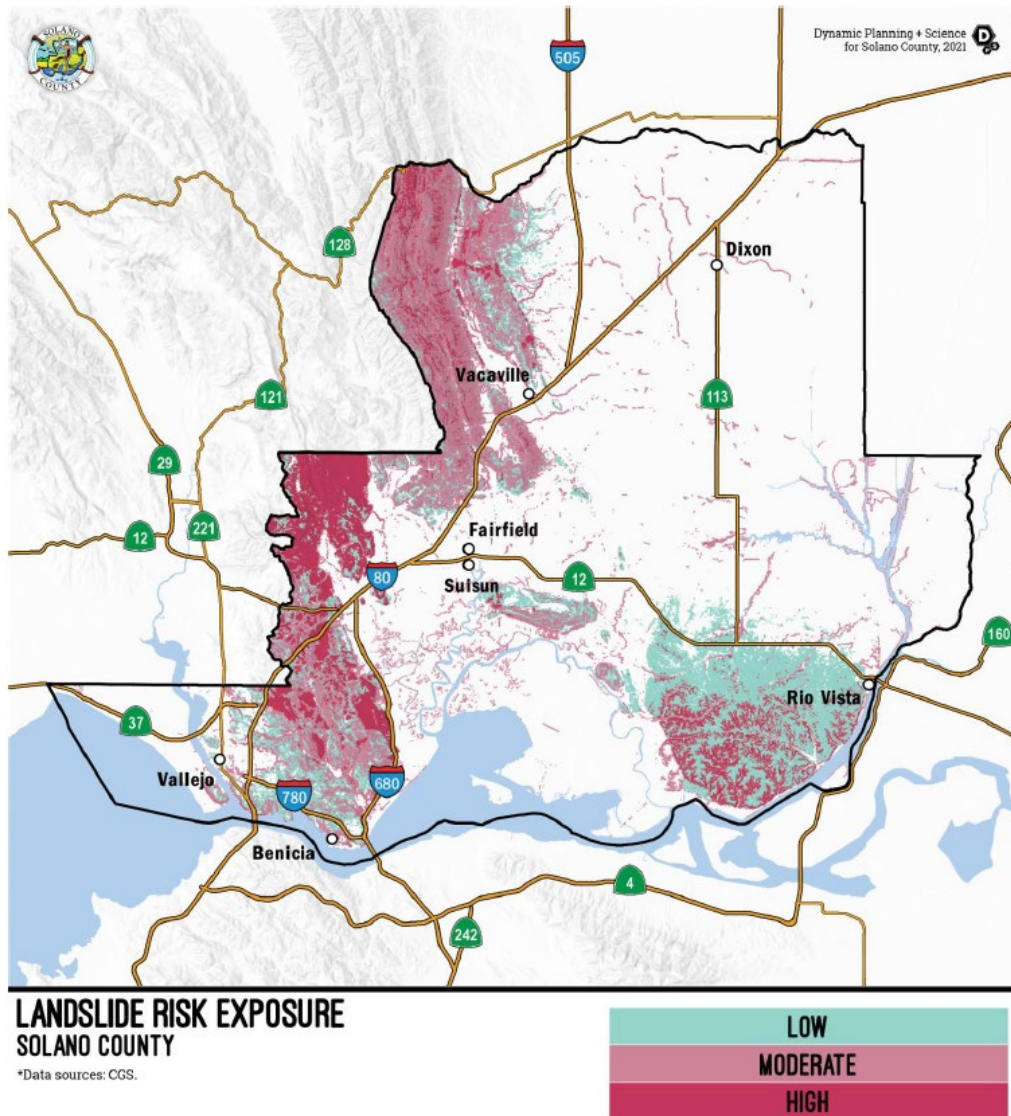 SOLANO
COUNTY
Dynamic Planning + Science
for Solano County, 2021
D
505
128
Dixon
Vacaville
121
113
29
221
12
Fairfield
80
Suisun
12
160
Rio Vista
37
Vallejo
780
680
Benicia
4
242
LANDSLIDE RISK EXPOSURE
SOLANO COUNTY
*Data sources: CGS.
LOW
MODERATE
HIGH